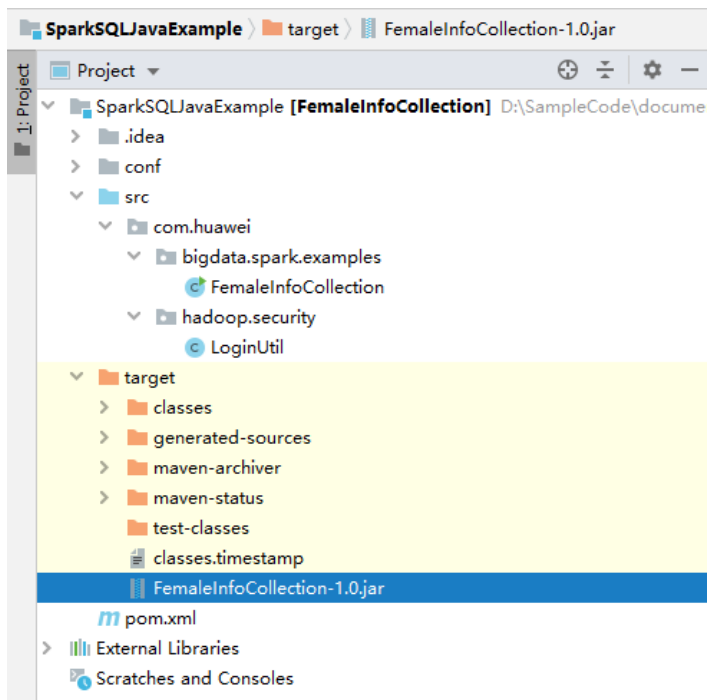 SparkSQLJavaExample target FemaleInfoCollection-1.0.jar
1: Project
Project
SparkSQLJavaExample [FemaleInfoCollection] D:\SampleCode\docume
.idea
conf
src
com.huawei
bigdata.spark.examples
FemaleInfoCollection
hadoop.security
LoginUtil
target
classes
generated-sources
maven-archiver
maven-status
test-classes
classes.timestamp
FemaleInfoCollection-1.0.jar
pom.xml
External Libraries
Scratches and Consoles